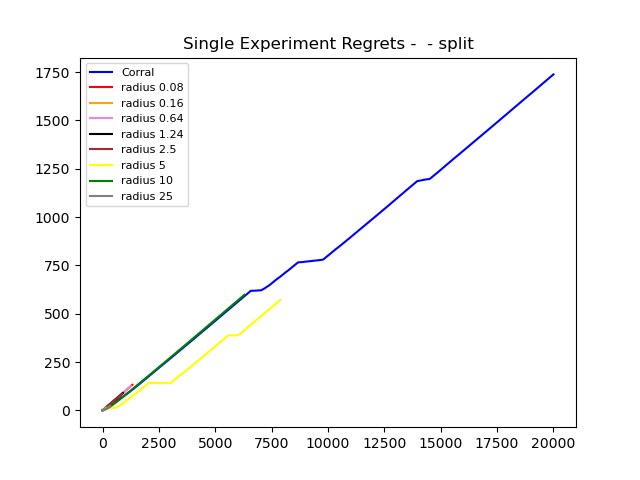 Single Experiment Regrets -  - split
1750
1500
1250
1000
750
500
250
0
Corral
radius 0.08
radius 0.16
radius 0.64
radius 1.24
radius 2.5
radius 5
radius 10
radius 25
0 2500 5000 7500 10000 12500 15000 17500 20000